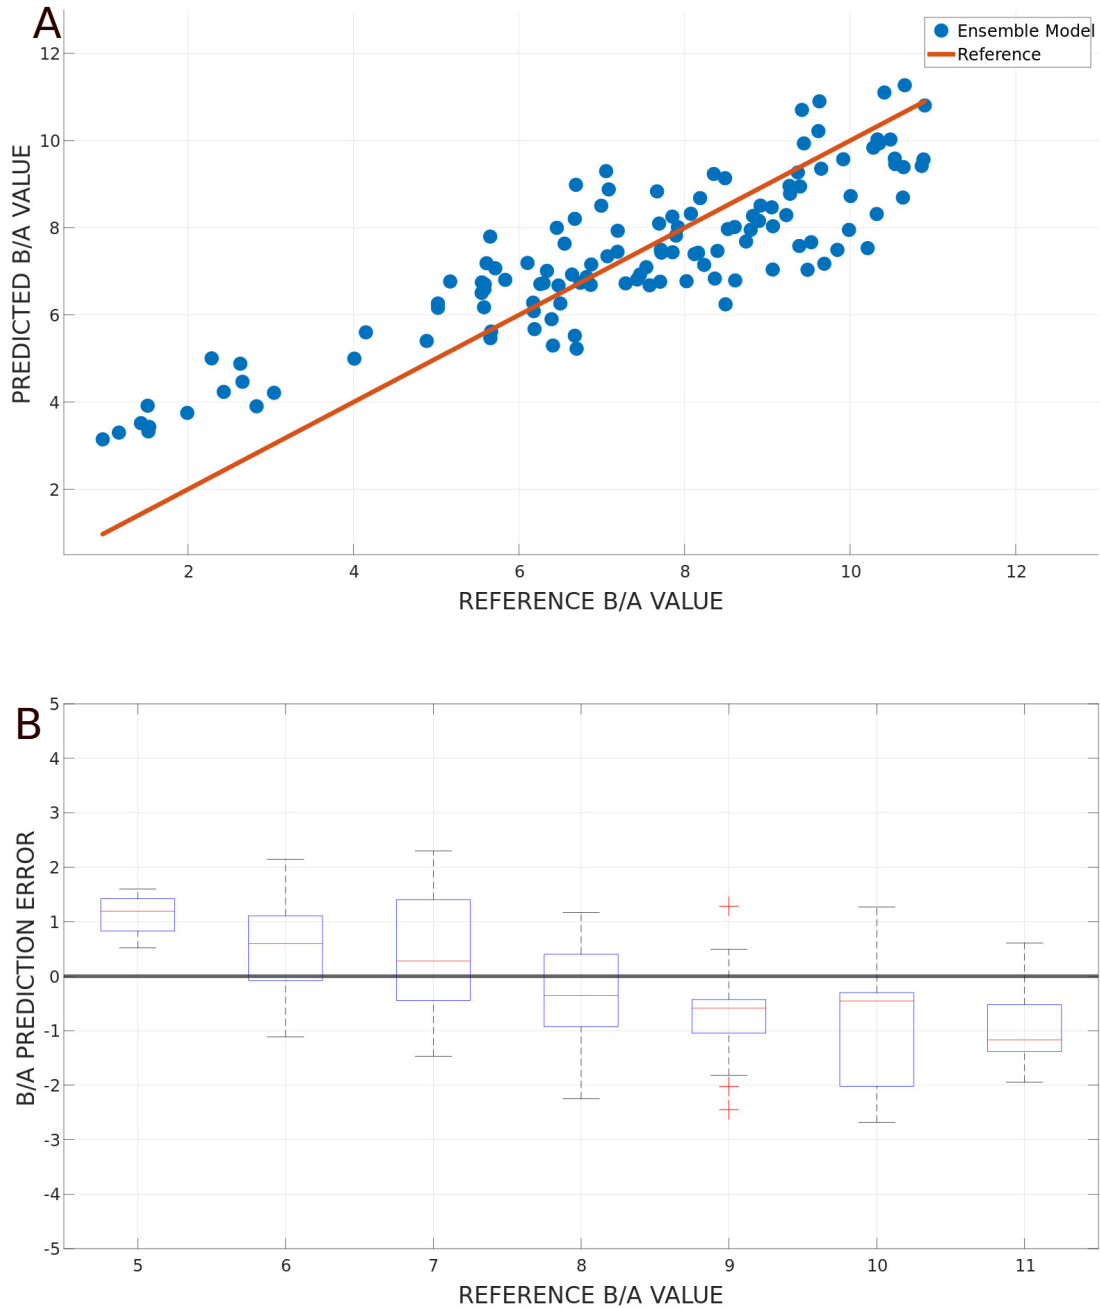 A
12
10
8
6
4
2
PREDICTED B/A VALUE
Ensemble Model
Reference
2 4 6 8 10 12
REFERENCE B/A VALUE
B
5
4
3
2
1
0
-1
-2
-3
-4
-5
B/A PREDICTION ERROR
5 6 7 8 9 10 11
REFERENCE B/A VALUE